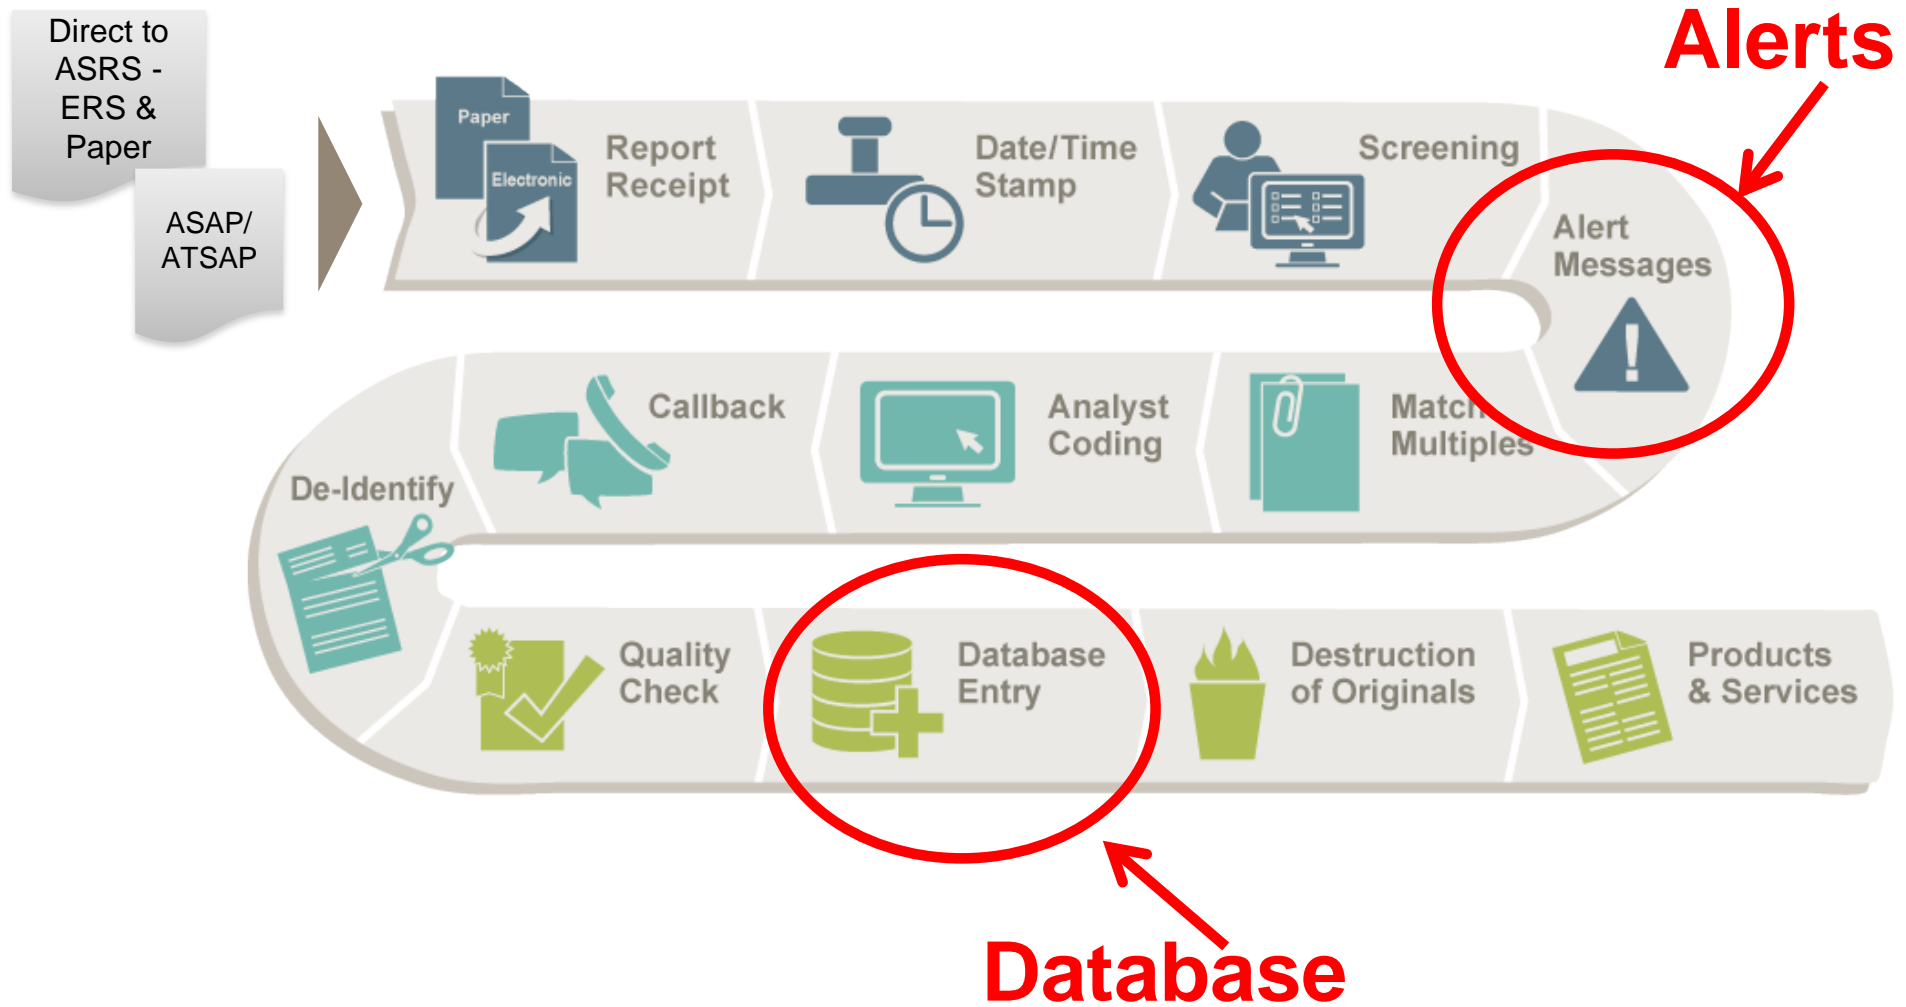 Direct to
ASRS -
ERS &
Paper
ASAP/
ATSAP
Alerts
Paper
Electronic
Report
Receipt
Date/Time
Stamp
Screening
Alert
Messages
Callback
Analyst
Coding
Match
Multiples
De-Identify
Quality
Check
Database
Entry
Destruction
of Originals
Products
& Services
Database